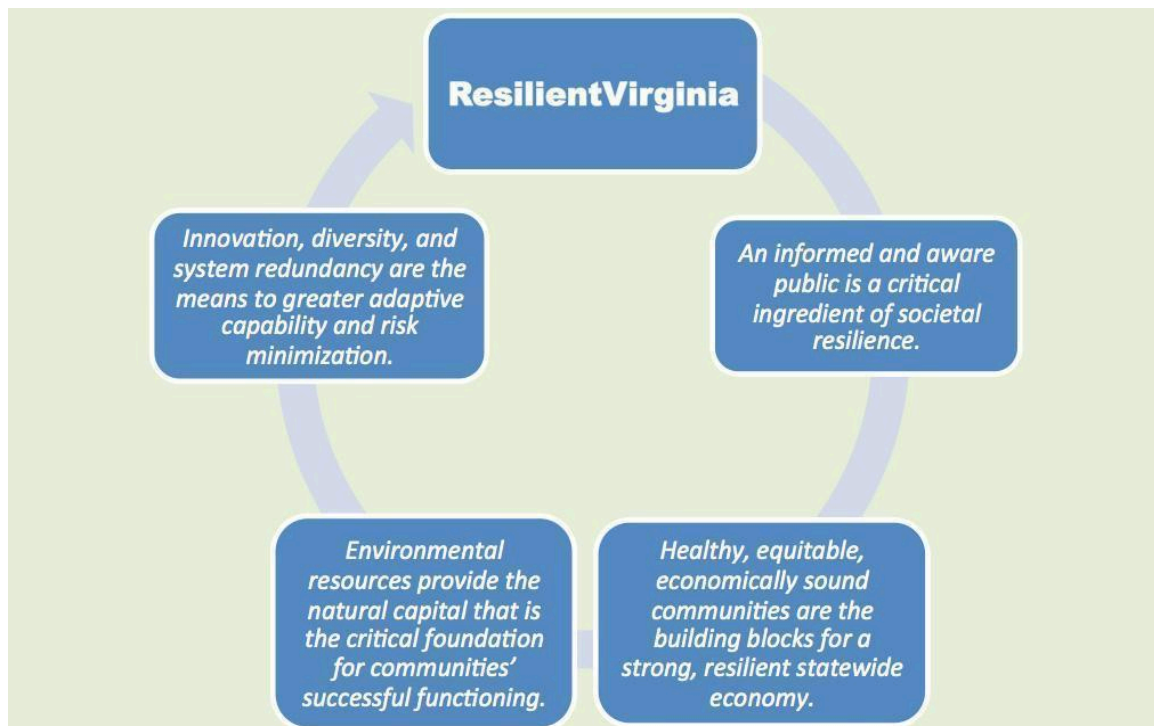 ResilientVirginia
An informed and aware
public is a critical
ingredient of societal
resilience.
Healthy, equitable,
economically sound
communities are the
building blocks for a
strong, resilient statewide
economy.
Environmental
resources provide the
natural capital that is
the critical foundation
for communities’
successful functioning.
Innovation, diversity, and
system redundancy are the
means to greater adaptive
capability and risk
minimization.